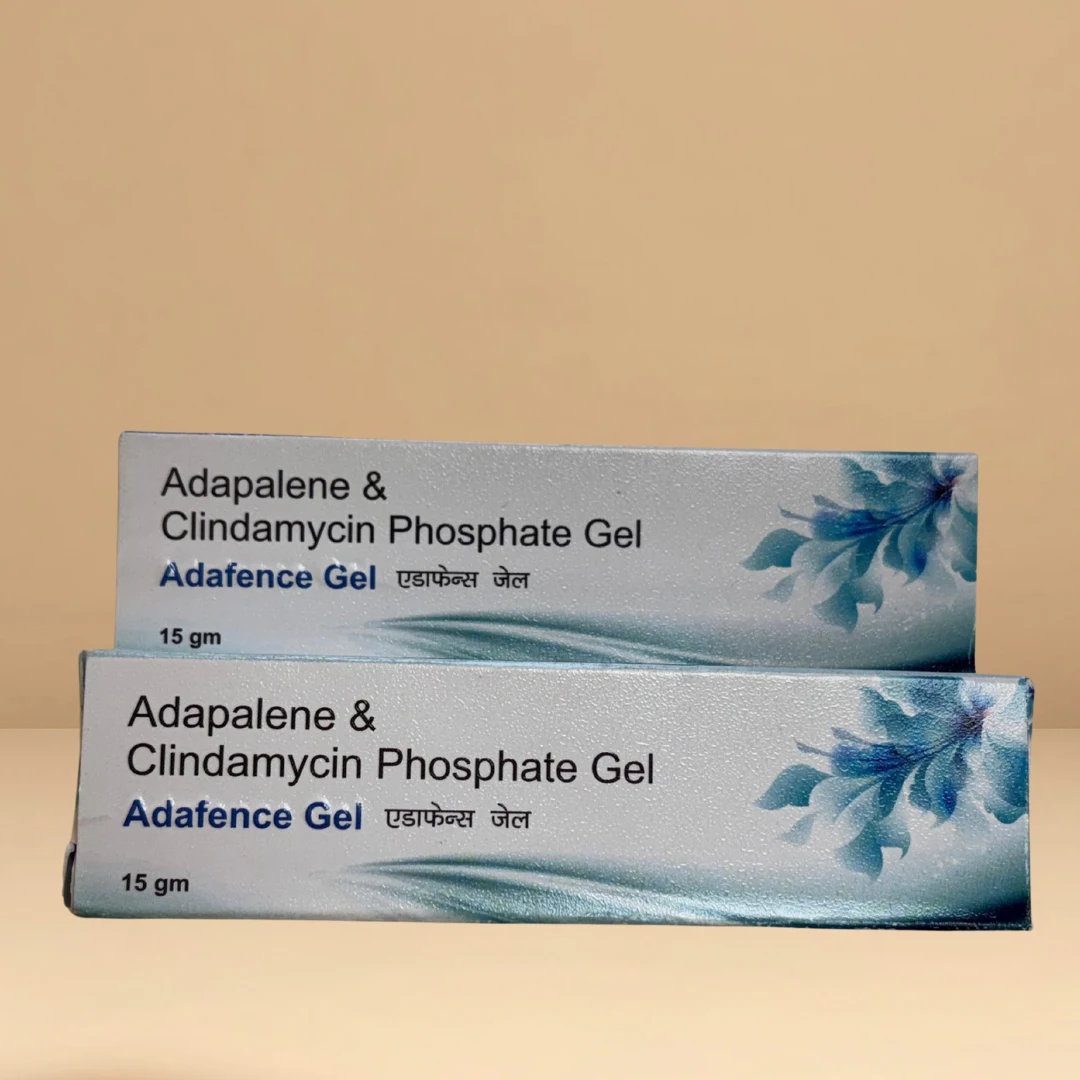 Adapalene &
Clindamycin Phosphate Gel
Adafence Gel एडाफेन्स जेल
15 gm
Adapalene &
Clindamycin Phosphate Gel
Adafence Gel एडाफेन्स जेल
15 gm